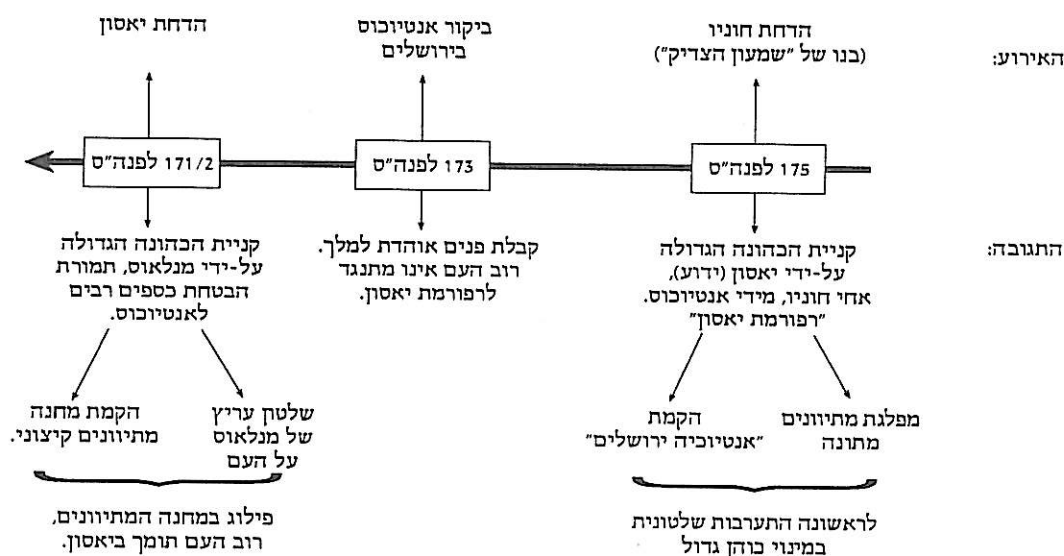 האירוע:
הדחת חוניו
(בנו של "שמעון הצדיק")
ביקור אנטיוכוס
בירושלים
הדחת יאסון
175 לפנה"ס
173 לפנה"ס
171/2 לפנה"ס
התגובה:
קניית הכהונה הגדולה
על-ידי יאסון (ידוע),
אחי חוניו, מידי אנטיוכוס.
"רפורמת יאסון"
קבלת פנים אוהדת למלך.
רוב העם אינו מתנגד
לרפורמת יאסון.
קניית הכהונה הגדולה
על-ידי מנלאוס, תמורת
הבטחת כספים רבים
לאנטיוכוס.
מפלגת מתיוונים
מתונה
הקמת
"אנטיוכיה ירושלים"
שלטון עריץ
של מנלאוס
על העם
הקמת מחנה
מתיוונים קיצוני.
לראשונה התערבות שלטונית
במינוי כוהן גדול
פילוג במחנה המתיוונים,
רוב העם תומך ביאסון.